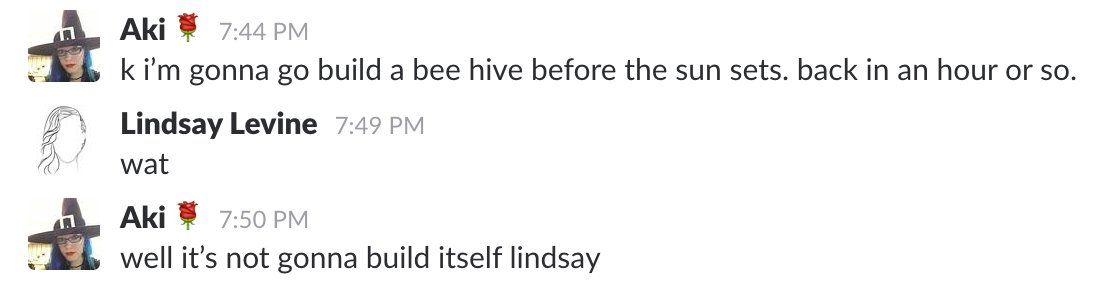 Aki 🌹 7:44 PM
k i’m gonna go build a bee hive before the sun sets. back in an hour or so.
Lindsay Levine 7:49 PM
wat
Aki 🌹 7:50 PM
well it’s not gonna build itself lindsay